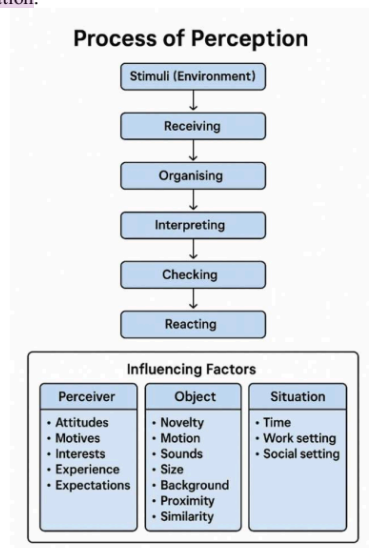 Process of Perception
Stimuli (Environment)
Receiving
Organising
Interpreting
Checking
Reacting
Influencing Factors
Perceiver
• Attitudes
• Motives
• Interests
• Experience
• Expectations
Object
• Novelty
• Motion
• Sounds
• Size
• Background
• Proximity
• Similarity
Situation
• Time
• Work setting
• Social setting